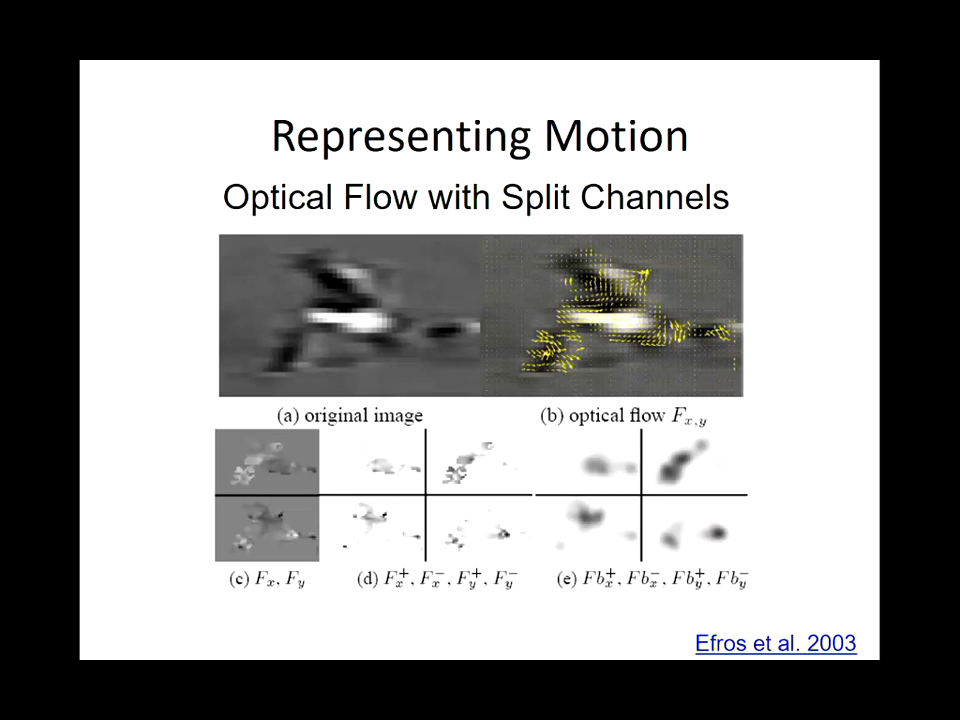 Representing Motion
Optical Flow with Split Channels
(a) original image
(b) optical flow $F_{x,y}$
(c) $F_x, F_y$
(d) $F_x^+, F_x^-, F_y^+, F_y^-$
(e) $Fb_x^+, Fb_x^-, Fb_y^+, Fb_y^-$
Efros et al. 2003